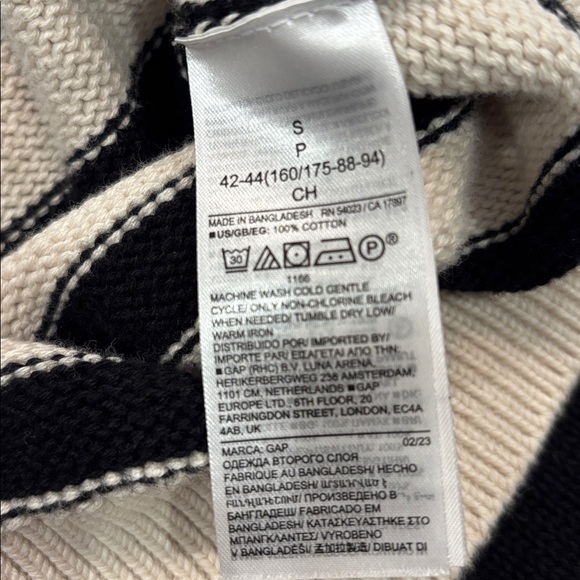 S
P
42-44(160/175-88-94)
CH
MADE IN BANGLADESH RN 54023 / CA 17897
■US/GB/EG: 100% COTTON
30 P®
1166
MACHINE WASH COLD GENTLE
CYCLE/ ONLY NON-CHLORINE BLEACH
WHEN NEEDED/ TUMBLE DRY LOW/
WARM IRON
DISTRIBUIDO POR/ IMPORTED BY/
IMPORTE PAR/ ΕΙΣΑΓΕΤΑΙ ΑΠΟ ΤΗΝ:
■GAP (RHC) B.V. LUNA ARENA,
HERIKERBERGWEG 238 AMSTERDAM,
1101 CM, NETHERLANDS ■GAP
EUROPE LTD., 6TH FLOOR, 20
FARRINGDON STREET, LONDON, EC4A
4AB, UK
MARCA: GAP 02/23
ОДЕЖДА ВТОРОГО СЛОЯ
FABRIQUE AU BANGLADESH/ HECHO
EN BANGLADESH/
ПРОИЗВЕДЕНО В
БАНГЛАДЕШ/ FABRICADO EM
BANGLADESH/ ΚΑΤΑΣΚΕΥΑΣΤΗΚΕ ΣΤΟ
ΜΠΑΝΓΚΛΑΝΤΕΣ/ VYROBENO
V BANGLADÉŠI/ 孟加拉製造/ DIBUAT DI